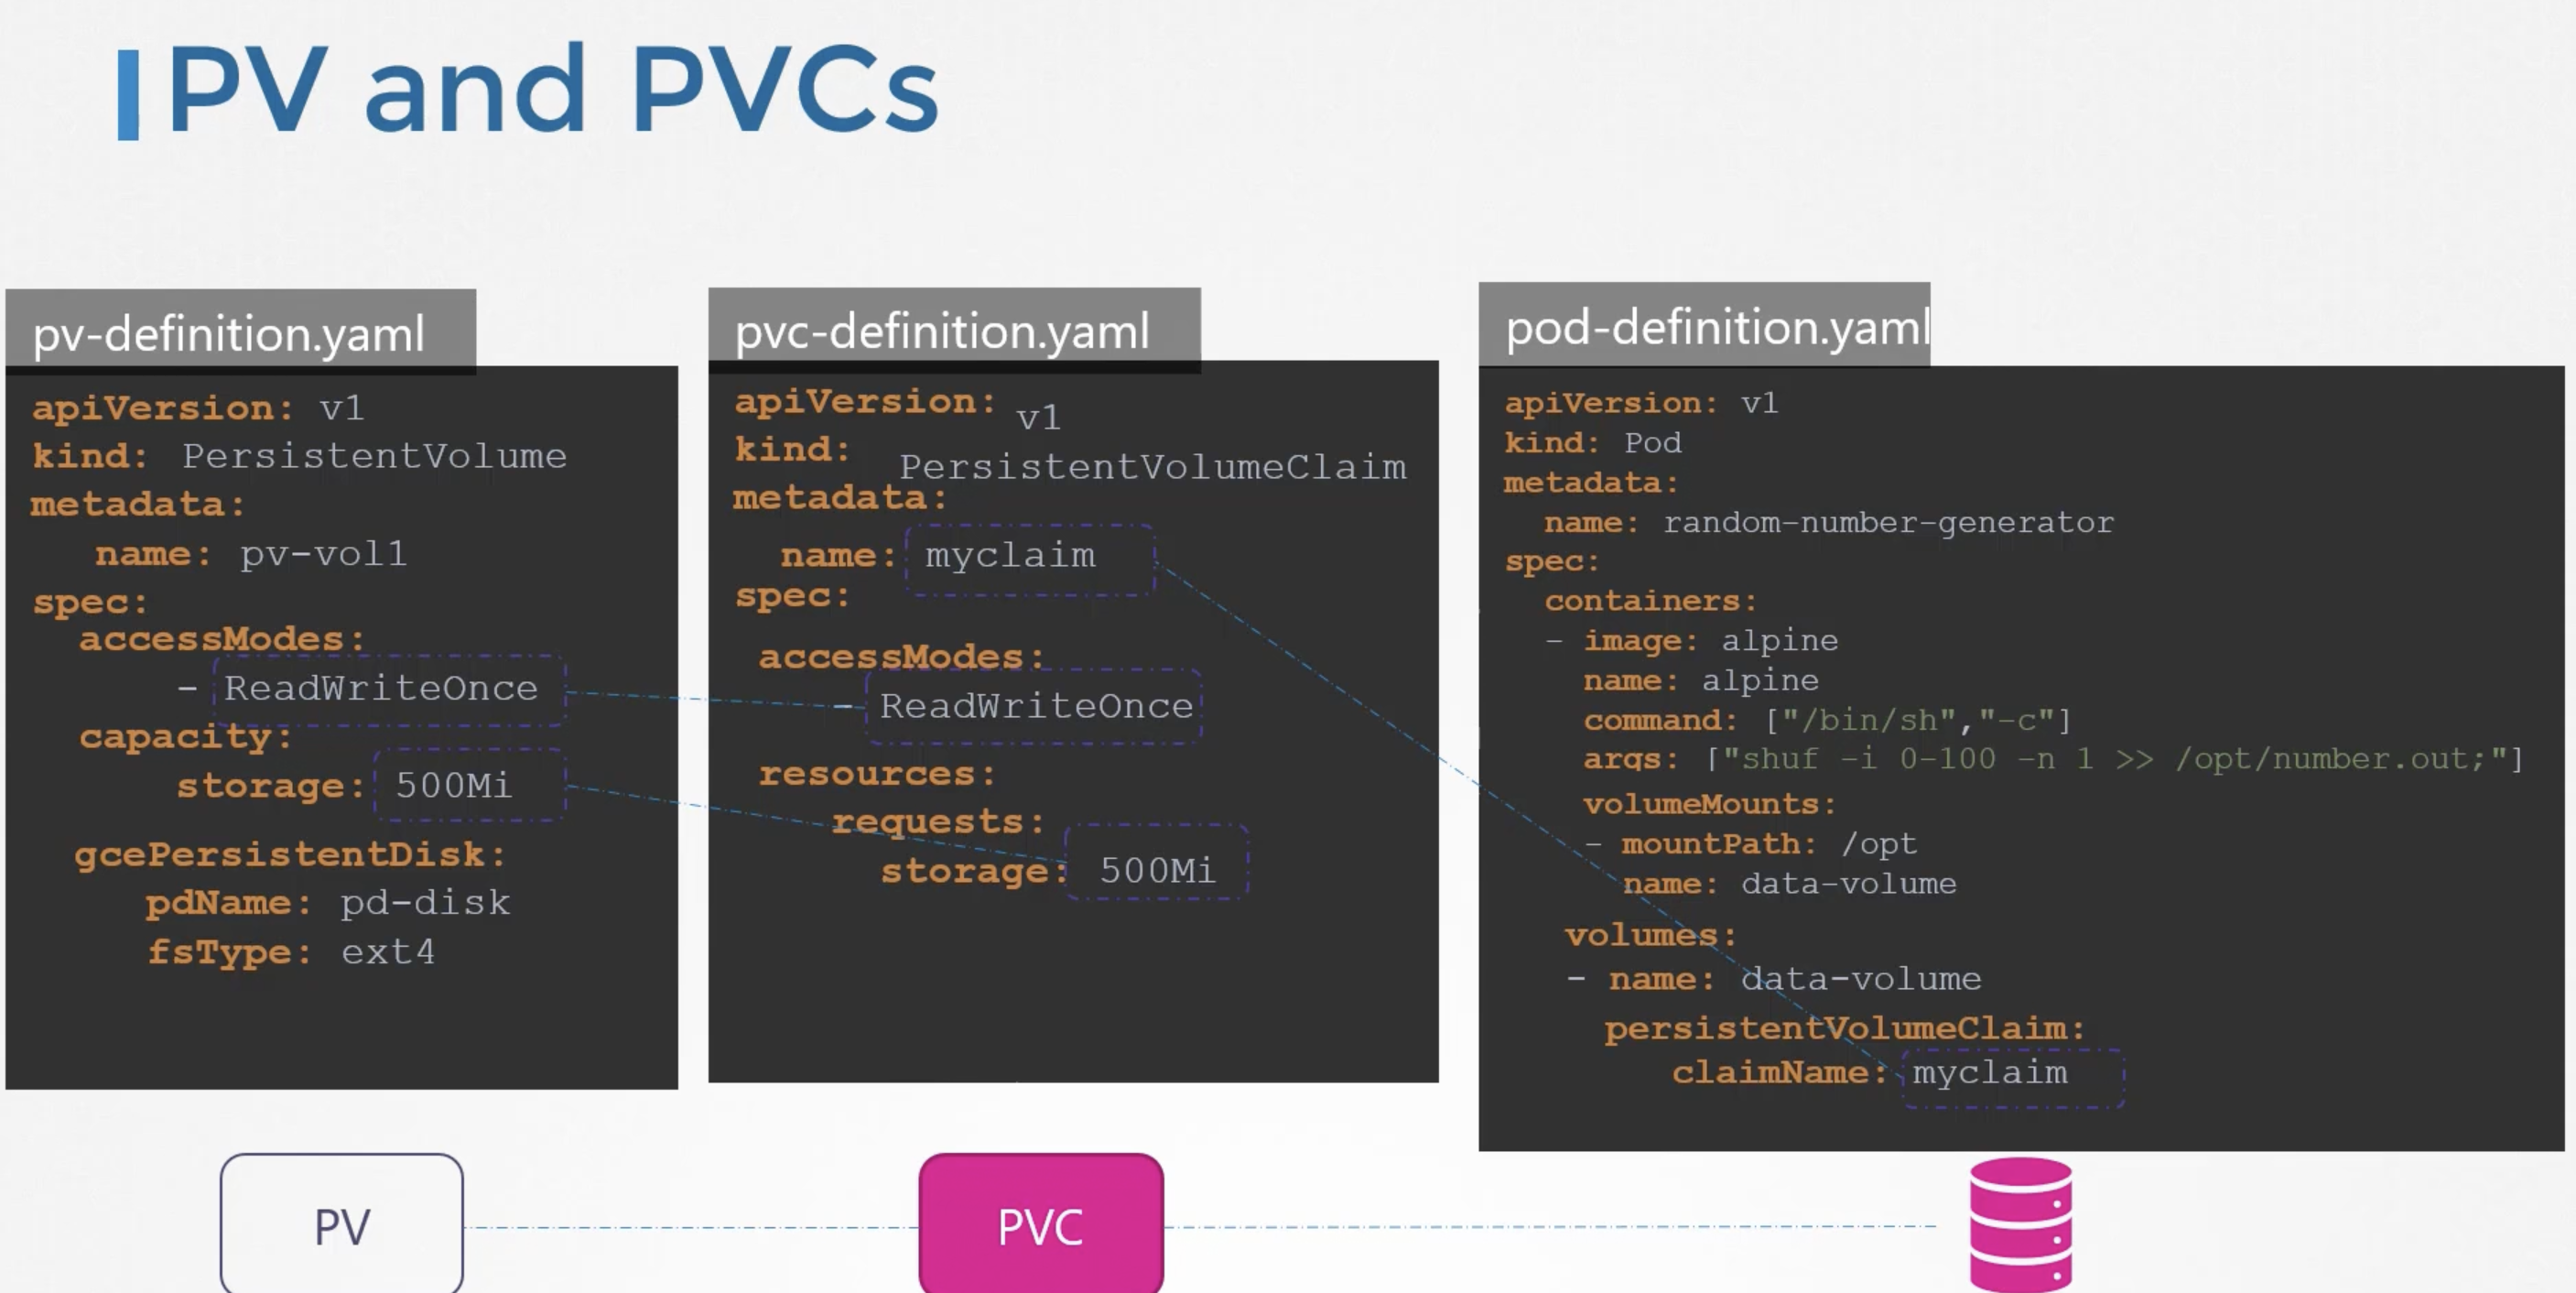 PV and PVCs
pv-definition.yaml
apiVersion: v1
kind: PersistentVolume
metadata:
name: pv-vol1
spec:
accessModes:
- ReadWriteOnce
capacity:
storage: 500Mi
gcePersistentDisk:
pdName: pd-disk
fsType: ext4
pvc-definition.yaml
apiVersion: v1
kind: PersistentVolumeClaim
metadata:
name: myclaim
spec:
accessModes:
- ReadWriteOnce
resources:
requests:
storage: 500Mi
pod-definition.yaml
apiVersion: v1
kind: Pod
metadata:
name: random-number-generator
spec:
containers:
- image: alpine
name: alpine
command: ["/bin/sh","-c"]
args: ["shuf -i 0-100 -n 1 >> /opt/number.out;"]
volumeMounts:
- mountPath: /opt
name: data-volume
volumes:
- name: data-volume
persistentVolumeClaim:
claimName: myclaim
PV
PVC